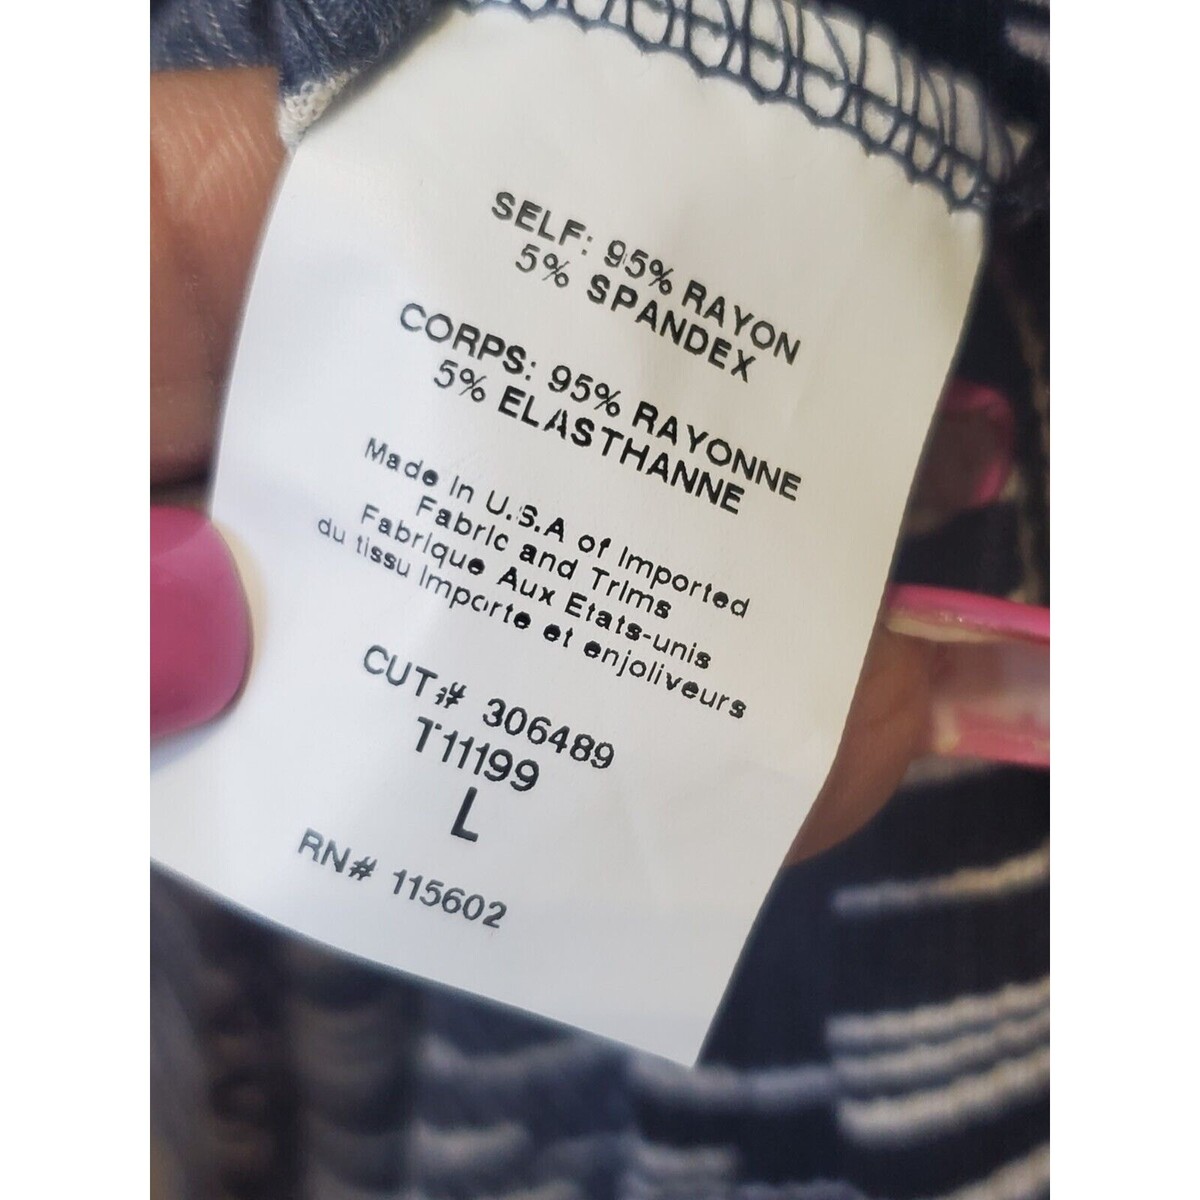 SELF: 95% RAYON
5% SPANDEX
CORPS: 95% RAYONNE
5% ELASTHANNE
Made In U.S.A of Imported
Fabric and Trims
Fabrique Aux Etats-unis
du tissu Importe et enjoliveurs
CUT# 306489
T11199
L
RN# 115602